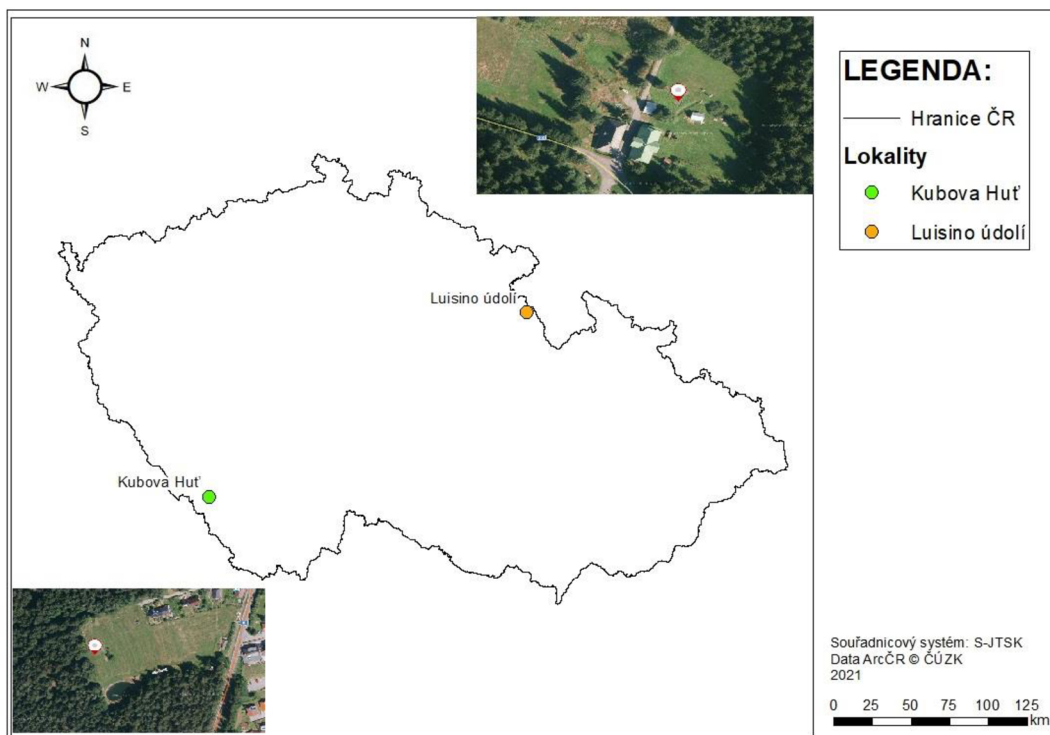 N
W E
S
LEGENDA:
Hranice ČR
Lokality
Kubova Huť
Luisino údolí
Luisino údolí
Kubova Huť
Souřadnicový systém: S-JTSK
Data ArcČR © ČÚZK
2021
0 25 50 75 100 125
km